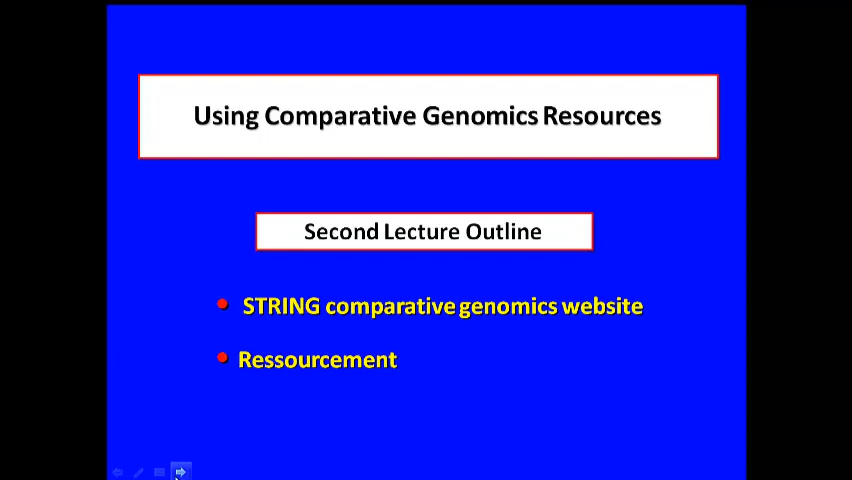 Using Comparative Genomics Resources
Second Lecture Outline
• STRING comparative genomics website
• Ressourcement